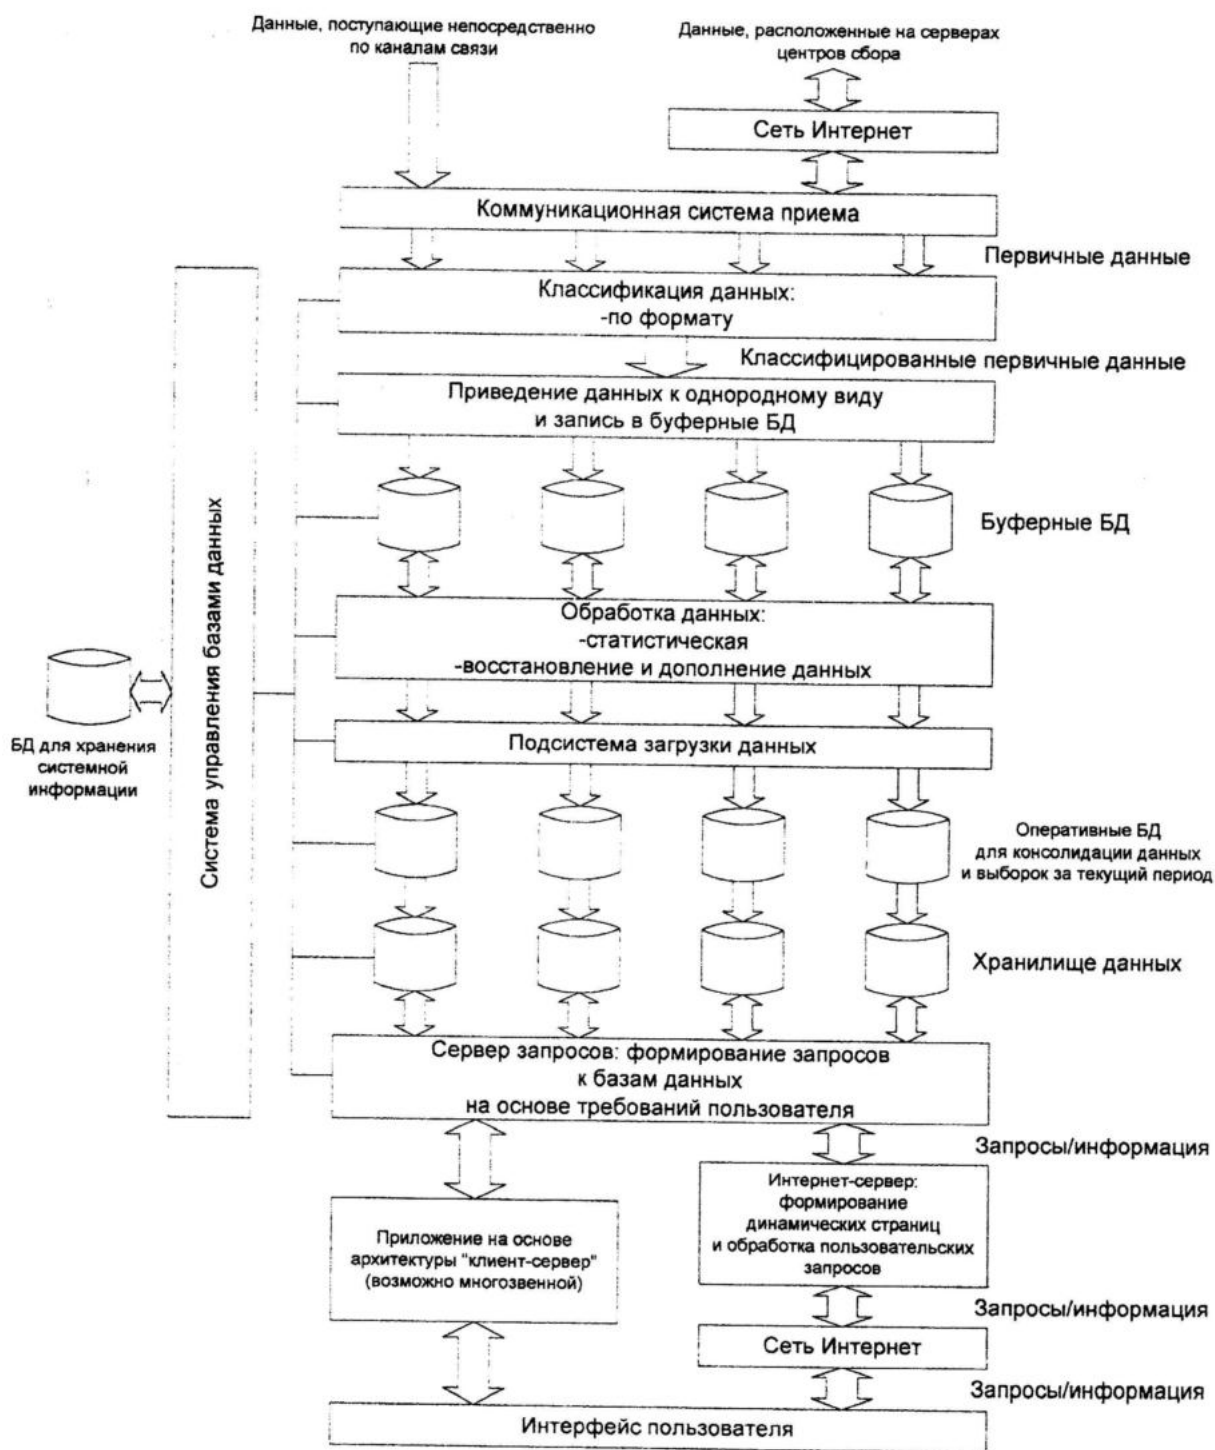 Данные, поступающие непосредственно
по каналам связи
Данные, расположенные на серверах
центров сбора
Сеть Интернет
Коммуникационная система приема
Первичные данные
Классификация данных:
-по формату
Классифицированные первичные данные
Приведение данных к однородному виду
и запись в буферные БД
Буферные БД
Система управления базами данных
Обработка данных:
-статистическая
-восстановление и дополнение данных
БД для хранения
системной
информации
Подсистема загрузки данных
Оперативные БД
для консолидации данных
и выборок за текущий период
Хранилище данных
Сервер запросов: формирование запросов
к базам данных
на основе требований пользователя
Запросы/информация
Интернет-сервер:
формирование
динамических страниц
и обработка пользовательских
запросов
Приложение на основе
архитектуры "клиент-сервер"
(возможно многозвенной)
Запросы/информация
Сеть Интернет
Запросы/информация
Интерфейс пользователя